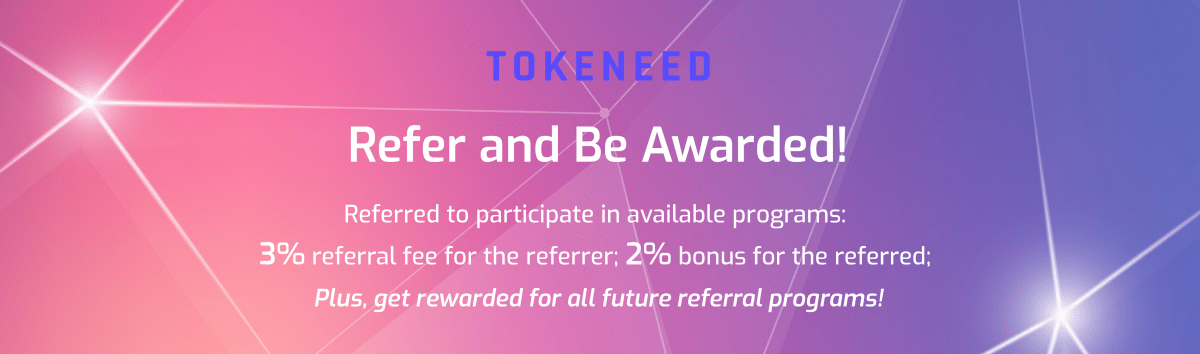 TOKENEED
Refer and Be Awarded!
Referred to participate in available programs:
3% referral fee for the referrer; 2% bonus for the referred;
Plus, get rewarded for all future referral programs!